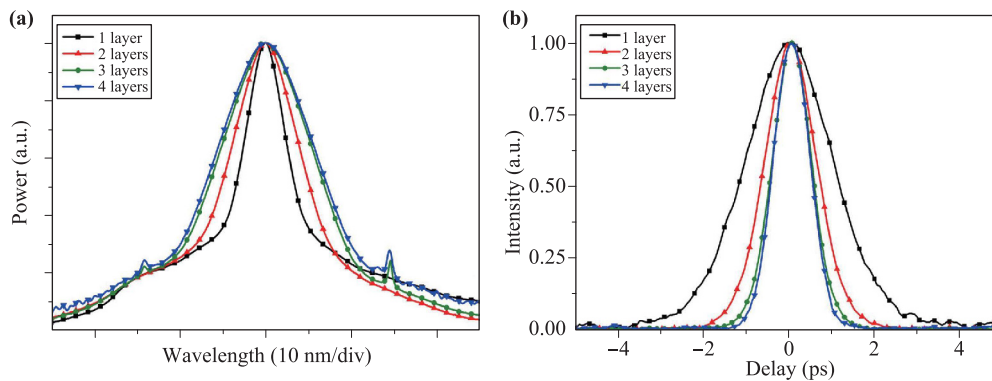 (a)
1 layer
2 layers
3 layers
4 layers
Power (a.u.)
Wavelength (10 nm/div)
(b)
1 layer
2 layers
3 layers
4 layers
Intensity (a.u.)
1.00
0.75
0.50
0.25
0.00
−4
−2
0
2
4
Delay (ps)